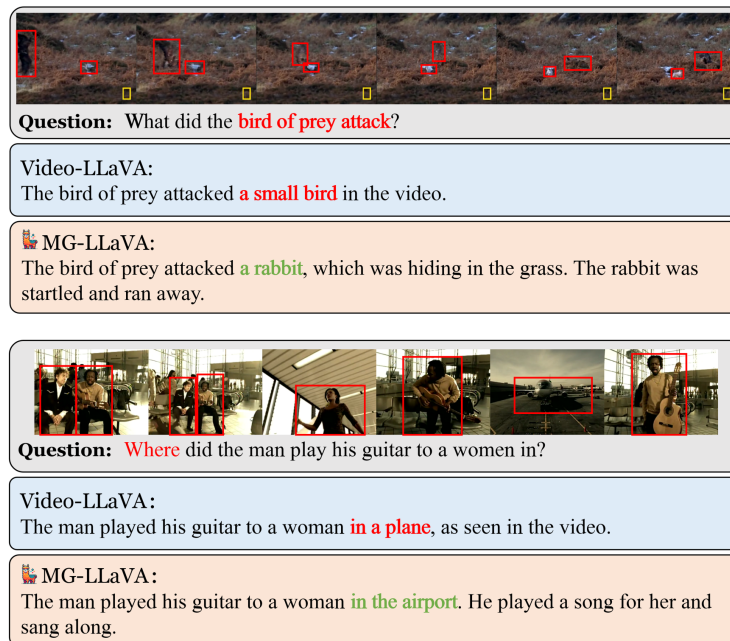 Question: What did the bird of prey attack?
Video-LLaVA:
The bird of prey attacked a small bird in the video.
MG-LLaVA:
The bird of prey attacked a rabbit, which was hiding in the grass. The rabbit was
startled and ran away.
Question: Where did the man play his guitar to a women in?
Video-LLaVA:
The man played his guitar to a woman in a plane, as seen in the video.
MG-LLaVA:
The man played his guitar to a woman in the airport. He played a song for her and
sang along.